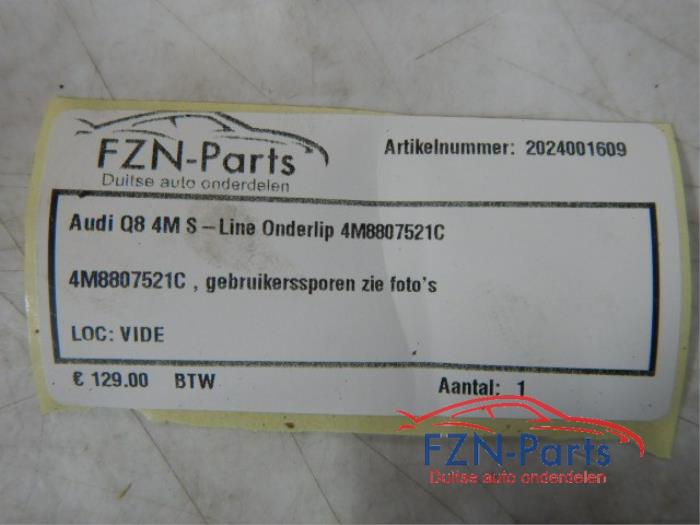 FZN-Parts
Duitse auto onderdelen
Artikelnummer: 2024001609
Audi Q8 4M S-Line Onderlip 4M8807521C
4M8807521C , gebruikerssporen zie foto's
LOC: VIDE
€ 129.00 BTW
Aantal: 1
FZN-Parts
Duitse auto onderdelen